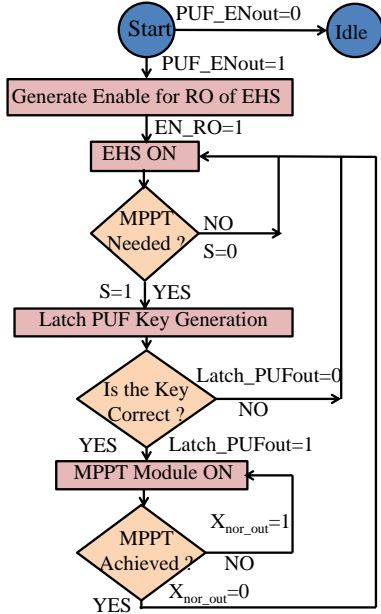 PUF_ENout=0
Start
Idle
PUF_ENout=1
Generate Enable for RO of EHS
EN_RO=1
EHS ON
MPPT
Needed ?
NO
S=0
S=1
YES
Latch PUF Key Generation
Is the Key
Correct ?
Latch_PUFout=0
NO
YES
Latch_PUFout=1
MPPT Module ON
MPPT
Achieved ?
Xnor_out=1
NO
Xnor_out=0
YES